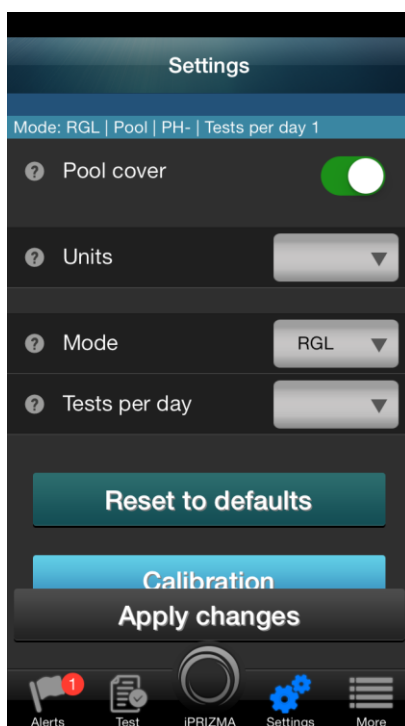 Settings
Mode: RGL | Pool | PH- | Tests per day 1
? Pool cover
? Units
? Mode RGL
? Tests per day
Reset to defaults
Calibration
Apply changes
1
Alerts Test iPRIZMA Settings More